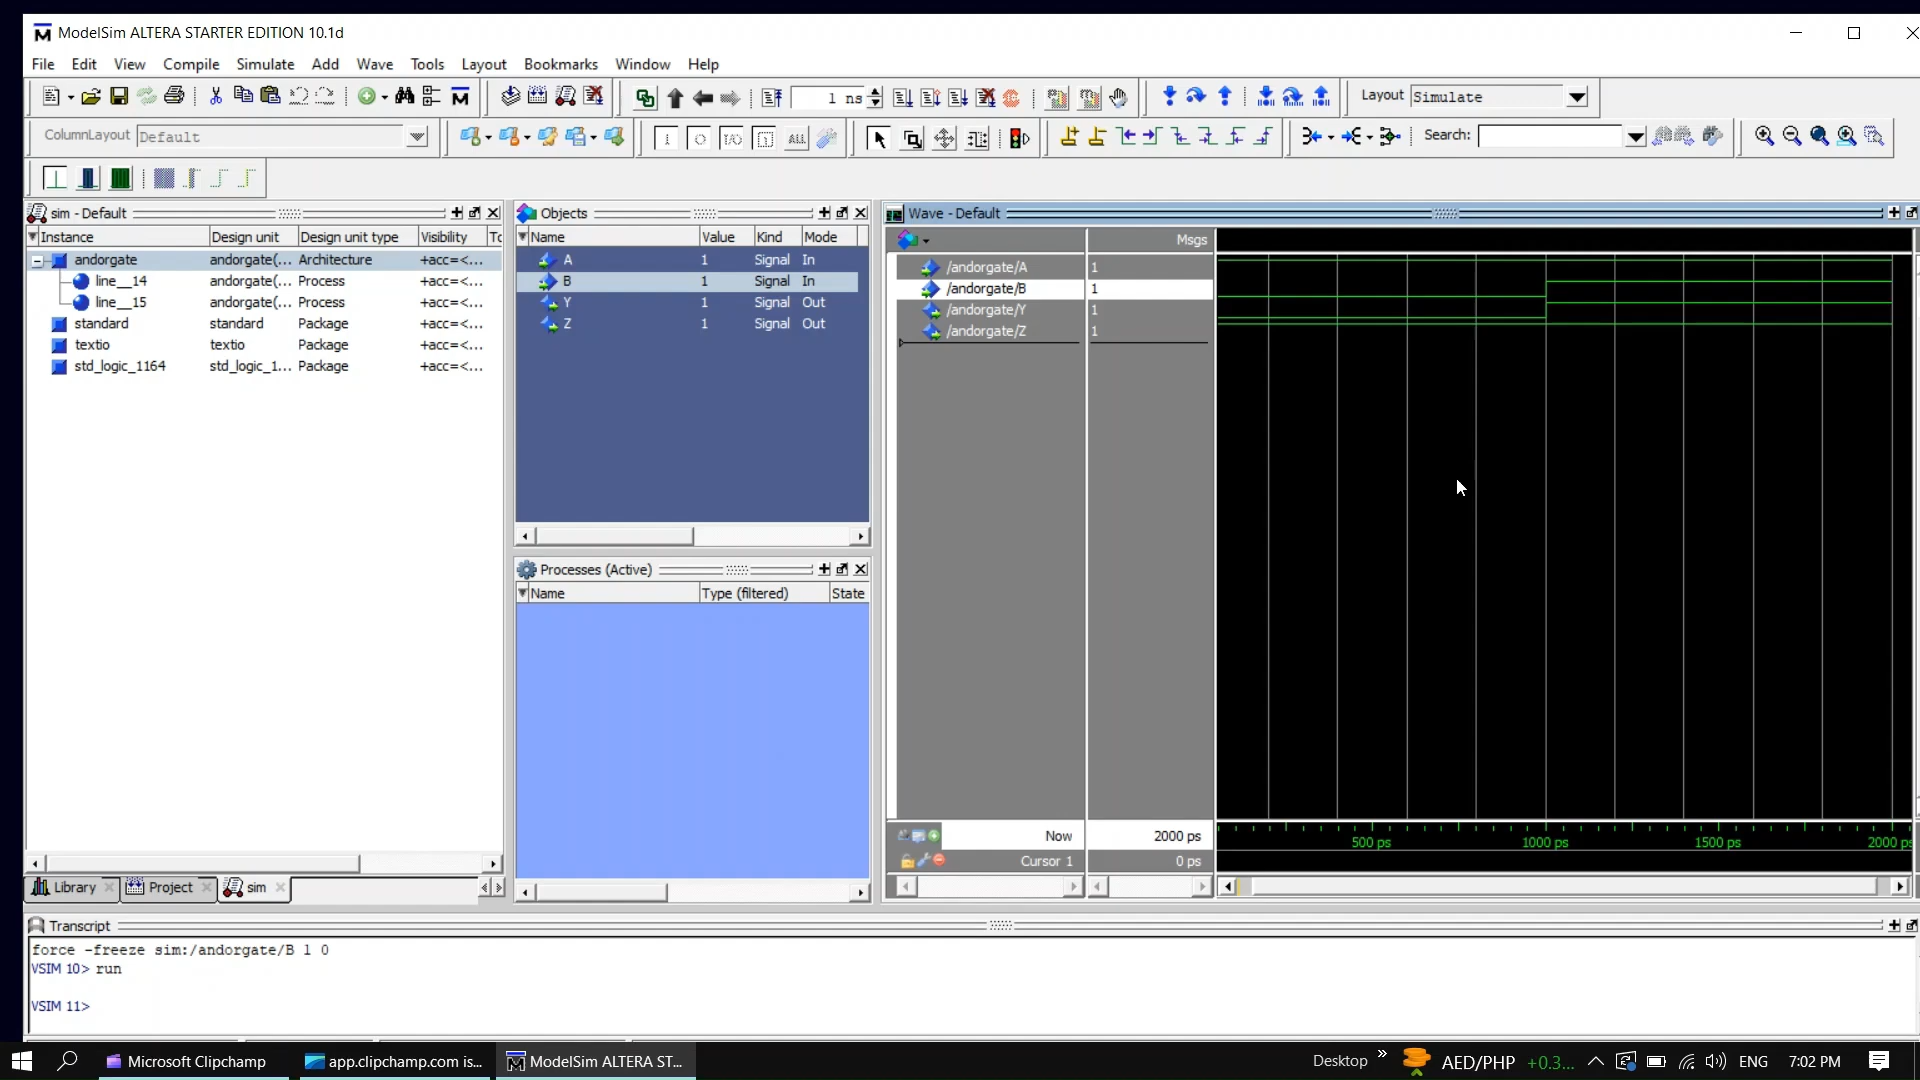 ModelSim ALTERA STARTER EDITION 10.1d
File Edit View Compile Simulate Add Wave Tools Layout Bookmarks Window Help
1 ns Layout Simulate
ColumnLayout Default ALL Search:
sim - Default
Instance Design unit Design unit type Visibility To
andorgate andorgate(... Architecture +acc=<...
line__14 andorgate(... Process +acc=<...
line__15 andorgate(... Process +acc=<...
standard standard Package +acc=<...
textio textio Package +acc=<...
std_logic_1164 std_logic_1... Package +acc=<...
Library Project sim
Objects
Name Value Kind Mode
A 1 Signal In
B 1 Signal In
Y 1 Signal Out
Z 1 Signal Out
Processes (Active)
Name Type (filtered) State
Wave - Default
Msgs
/andorgate/A 1
/andorgate/B 1
/andorgate/Y 1
/andorgate/Z 1
Now 2000 ps
Cursor 1 0 ps
500 ps 1000 ps 1500 ps 2000 ps
Transcript
force -freeze sim:/andorgate/B 1 0
VSIM 10> run
VSIM 11>
Microsoft Clipchamp app.clipchamp.com is... ModelSim ALTERA ST... Desktop AED/PHP +0.3... ENG 7:02 PM